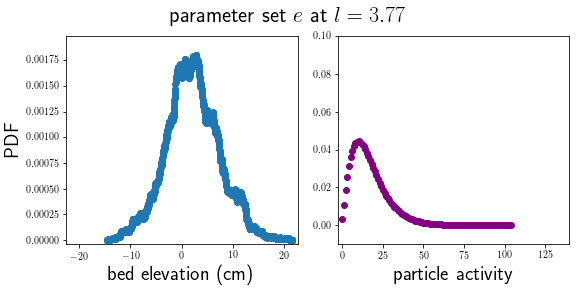 parameter set e at l = 3.77
PDF
0.00175
0.00150
0.00125
0.00100
0.00075
0.00050
0.00025
0.00000
−20 −10 0 10 20
bed elevation (cm)
0.10
0.08
0.06
0.04
0.02
0.00
0 25 50 75 100 125
particle activity